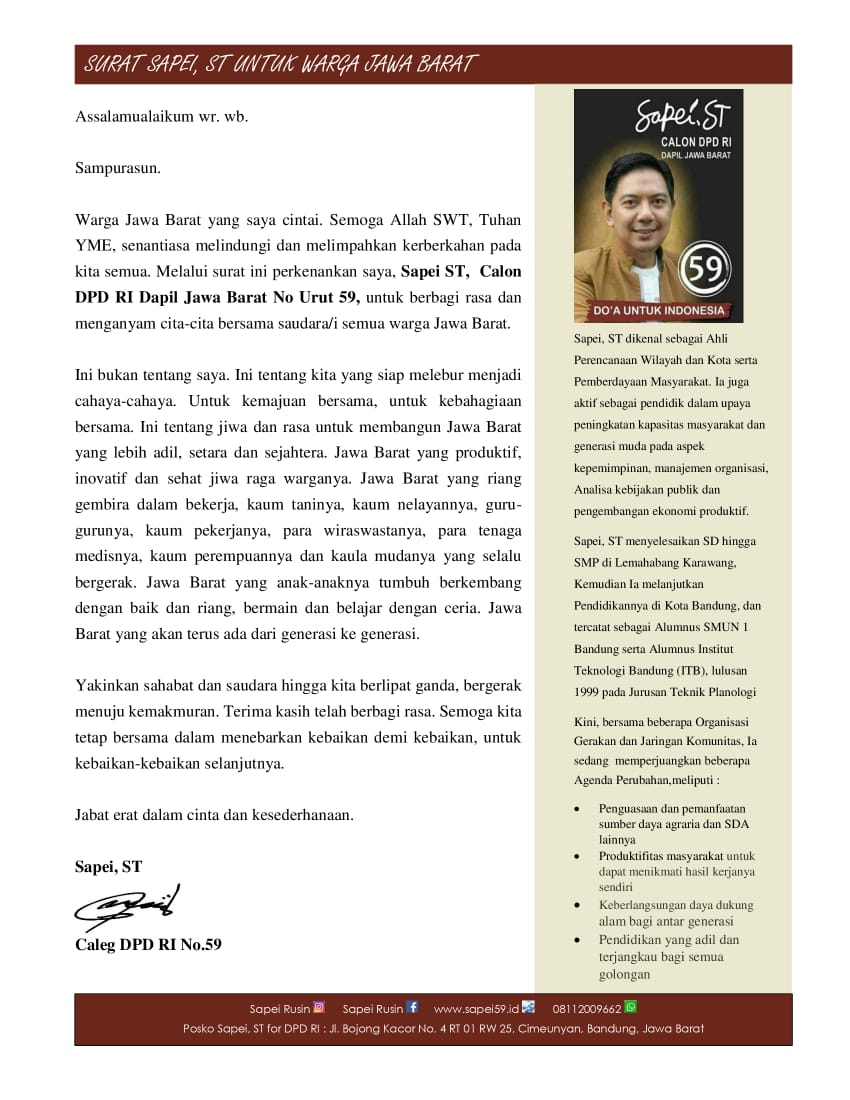 SURAT SAPEI, ST UNTUK WARGA JAWA BARAT
Assalamualaikum wr. wb.
Sampurasun.
Warga Jawa Barat yang saya cintai. Semoga Allah SWT, Tuhan
YME, senantiasa melindungi dan melimpahkan kerberkahan pada
kita semua. Melalui surat ini perkenankan saya, Sapei ST, Calon
DPD RI Dapil Jawa Barat No Urut 59, untuk berbagi rasa dan
menganyam cita-cita bersama saudara/i semua warga Jawa Barat.
Ini bukan tentang saya. Ini tentang kita yang siap melebur menjadi
cahaya-cahaya. Untuk kemajuan bersama, untuk kebahagiaan
bersama. Ini tentang jiwa dan rasa untuk membangun Jawa Barat
yang lebih adil, setara dan sejahtera. Jawa Barat yang produktif,
inovatif dan sehat jiwa raga warganya. Jawa Barat yang riang
gembira dalam bekerja, kaum taninya, kaum nelayannya, guru-
gurunya, kaum pekerjanya, para wiraswastanya, para tenaga
medisnya, kaum perempuannya dan kaula mudanya yang selalu
bergerak. Jawa Barat yang anak-anaknya tumbuh berkembang
dengan baik dan riang, bermain dan belajar dengan ceria. Jawa
Barat yang akan terus ada dari generasi ke generasi.
Yakinkan sahabat dan saudara hingga kita berlipat ganda, bergerak
menuju kemakmuran. Terima kasih telah berbagi rasa. Semoga kita
tetap bersama dalam menebarkan kebaikan demi kebaikan, untuk
kebaikan-kebaikan selanjutnya.
Jabat erat dalam cinta dan kesederhanaan.
Sapei, ST
Caleg DPD RI No.59
Sapei, ST
CALON DPD RI
DAPIL JAWA BARAT
59
DO'A UNTUK INDONESIA
Sapei, ST dikenal sebagai Ahli
Perencanaan Wilayah dan Kota serta
Pemberdayaan Masyarakat. Ia juga
aktif sebagai pendidik dalam upaya
peningkatan kapasitas masyarakat dan
generasi muda pada aspek
kepemimpinan, manajemen organisasi,
Analisa kebijakan publik dan
pengembangan ekonomi produktif.
Sapei, ST menyelesaikan SD hingga
SMP di Lemahabang Karawang,
Kemudian Ia melanjutkan
Pendidikannya di Kota Bandung, dan
tercatat sebagai Alumnus SMUN 1
Bandung serta Alumnus Institut
Teknologi Bandung (ITB), lulusan
1999 pada Jurusan Teknik Planologi
Kini, bersama beberapa Organisasi
Gerakan dan Jaringan Komunitas, Ia
sedang memperjuangkan beberapa
Agenda Perubahan,meliputi :
• Penguasaan dan pemanfaatan
sumber daya agraria dan SDA
lainnya
• Produktifitas masyarakat untuk
dapat menikmati hasil kerjanya
sendiri
• Keberlangsungan daya dukung
alam bagi antar generasi
• Pendidikan yang adil dan
terjangkau bagi semua
golongan
Sapei Rusin Sapei Rusin www.sapei59.id 08112009662
Posko Sapei, ST for DPD RI : Jl. Bojong Kacor No. 4 RT 01 RW 25, Cimeunyan, Bandung, Jawa Barat